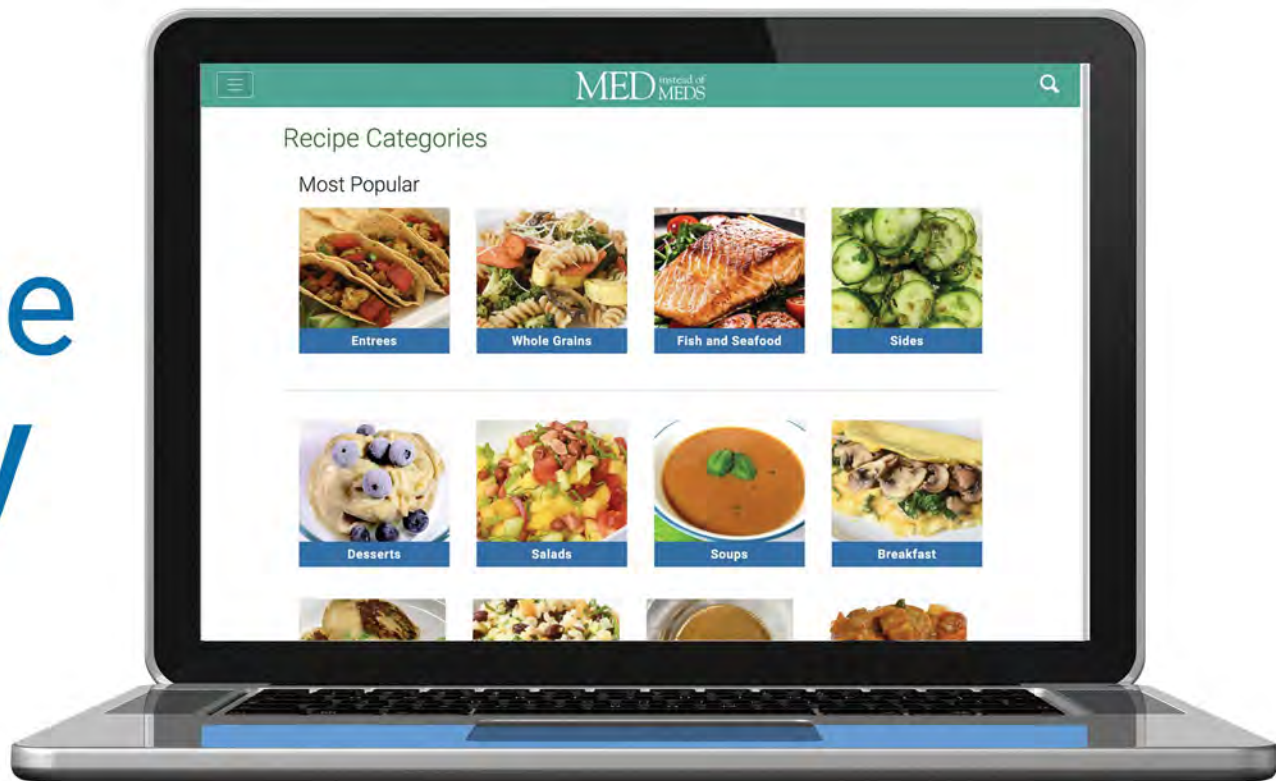 e
y
MED instead of MEDS
Recipe Categories
Most Popular
Entrees
Whole Grains
Fish and Seafood
Sides
Desserts
Salads
Soups
Breakfast